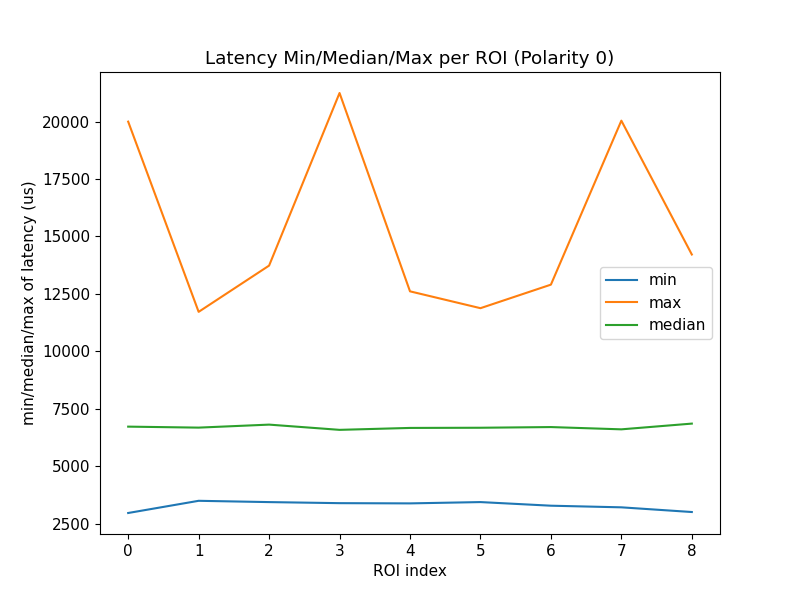 Latency Min/Median/Max per ROI (Polarity 0)
min/median/max of latency (us)
20000
17500
15000
12500
10000
7500
5000
2500
min
max
median
0 1 2 3 4 5 6 7 8
ROI index